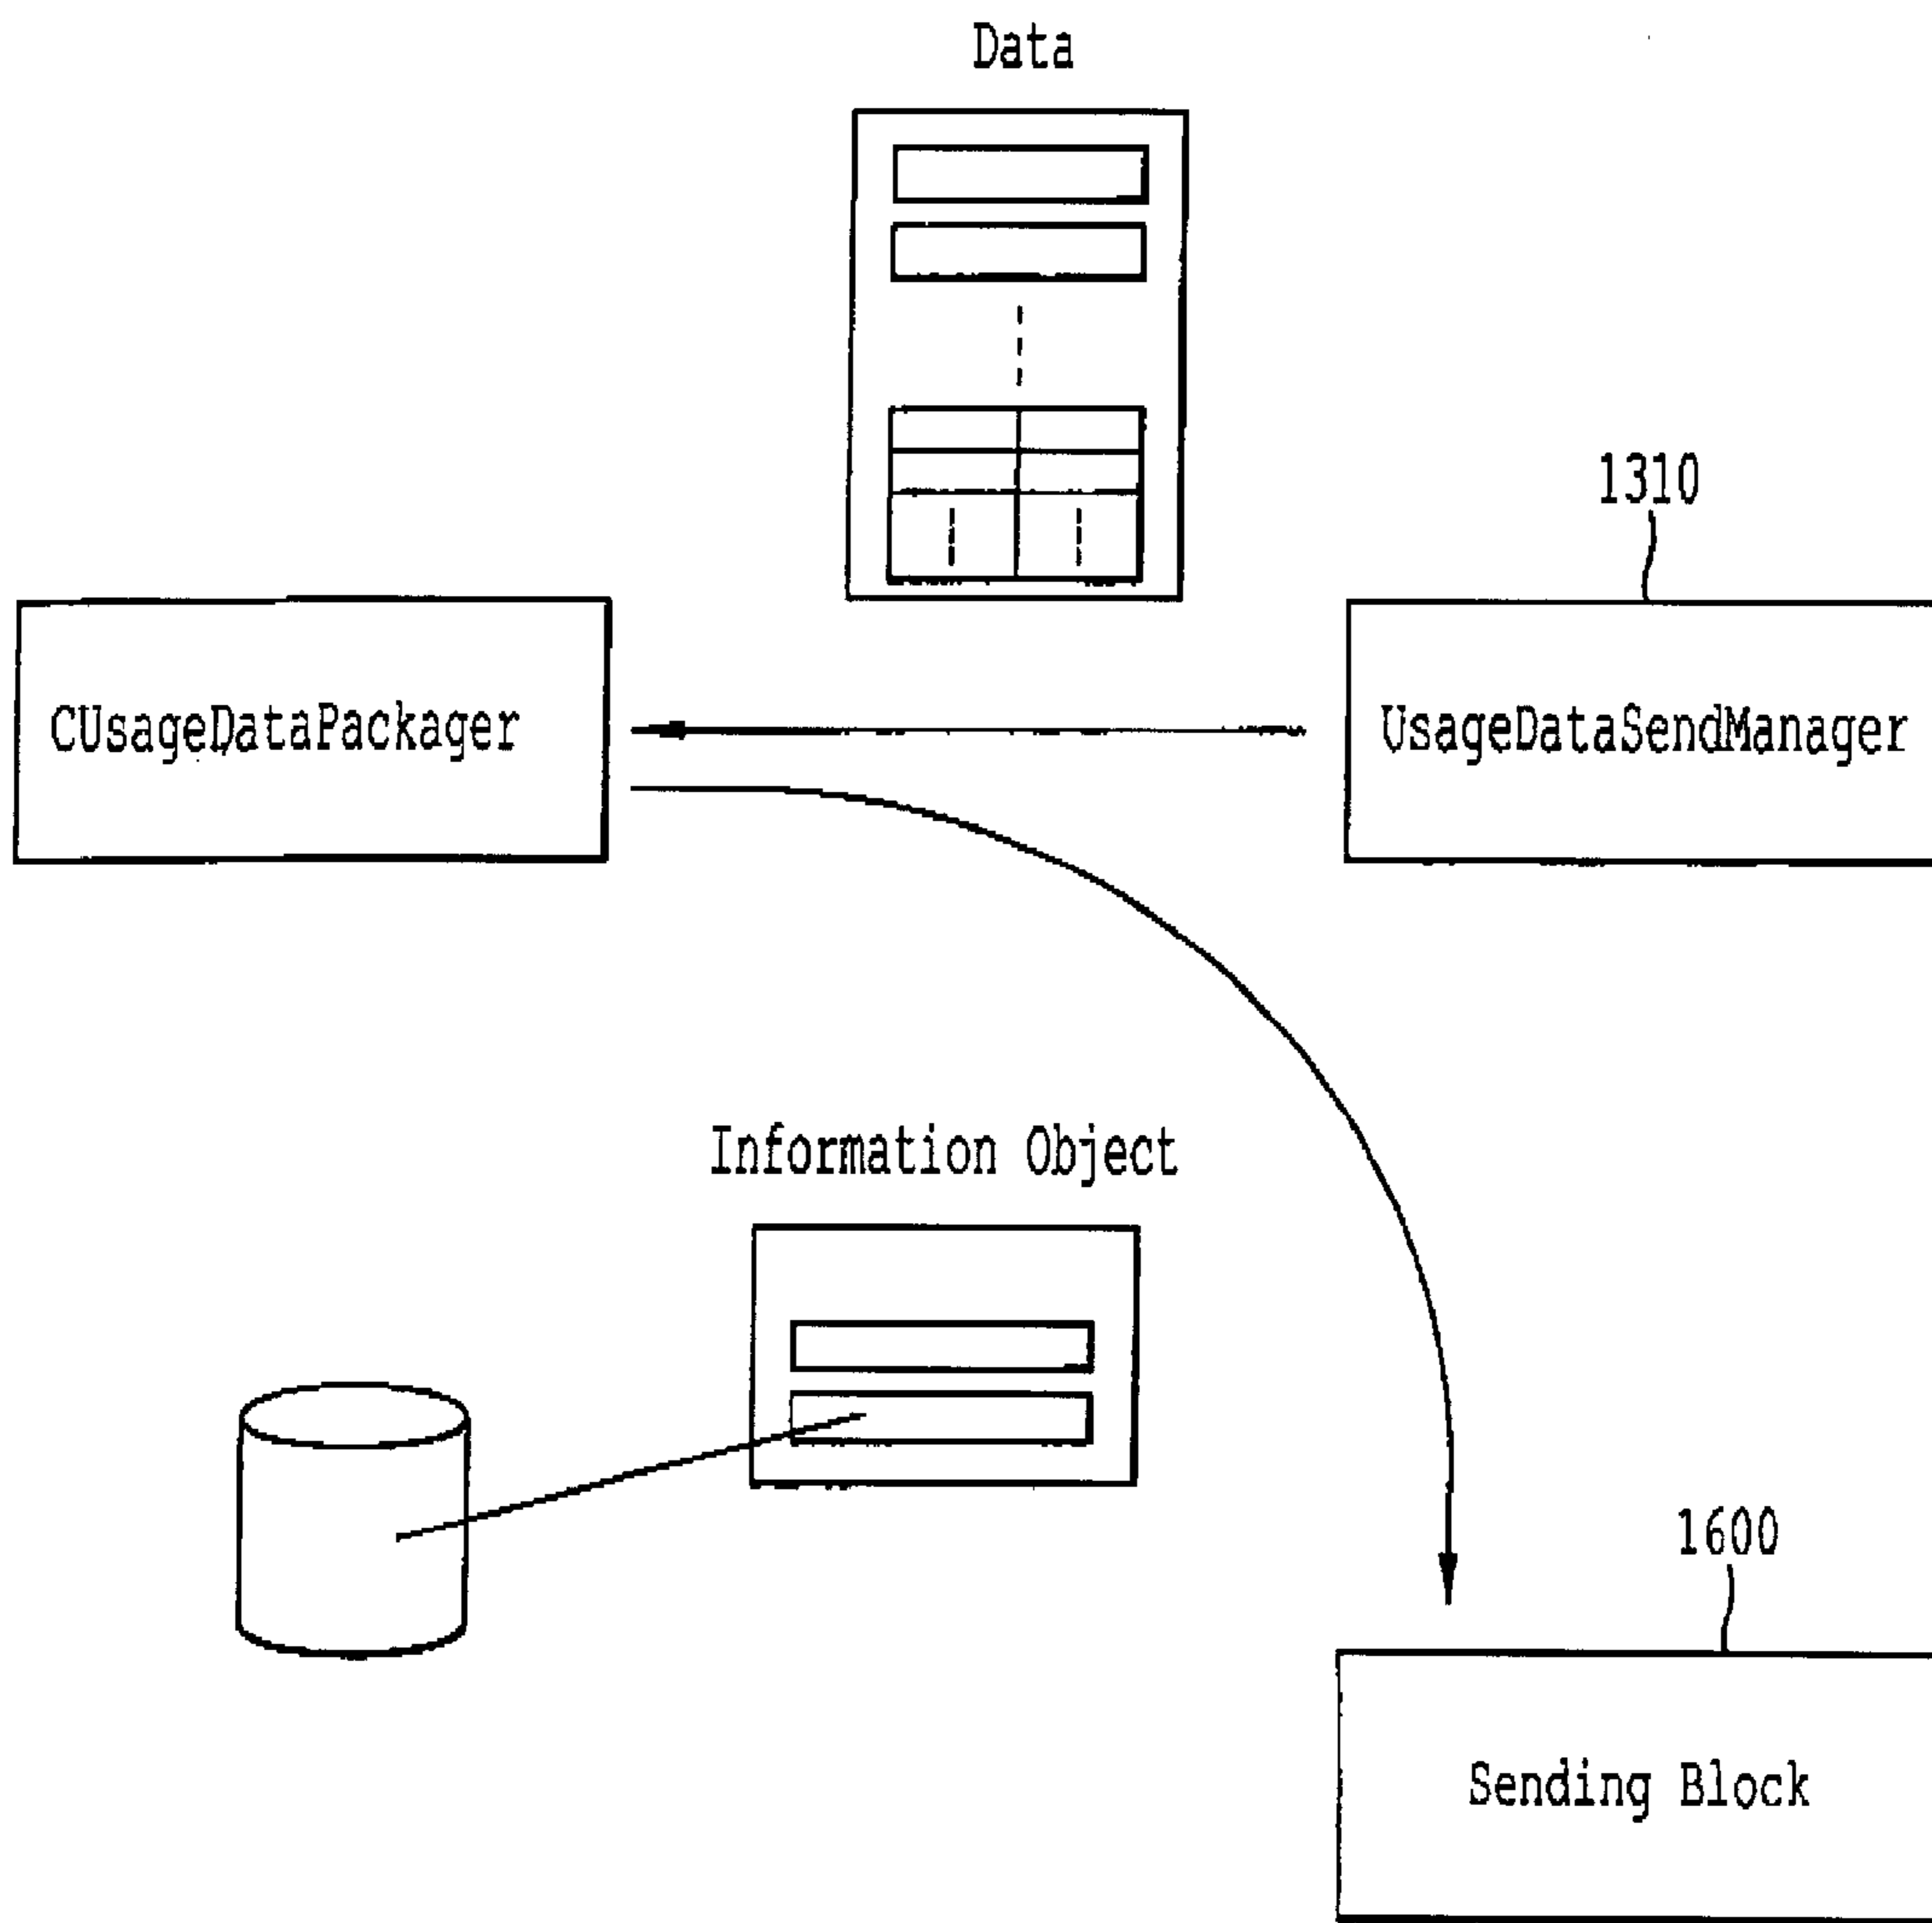 Data
1310
CUsageDataPackager
UsageDataSendManager
Information Object
1600
Sending Block